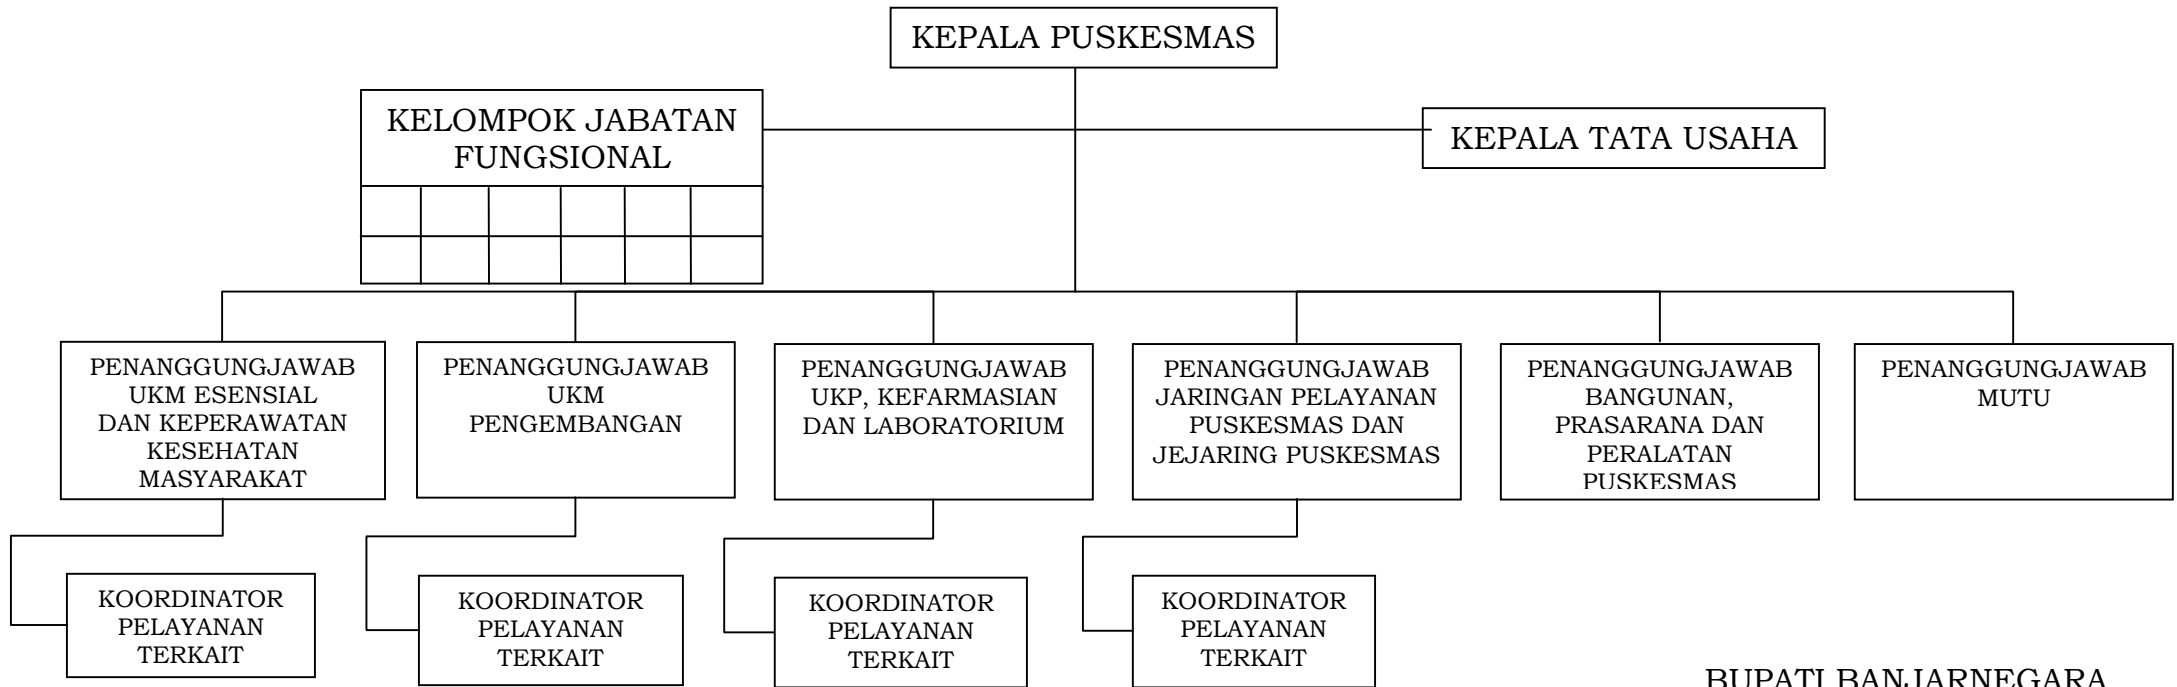 KEPALA PUSKESMAS
KELOMPOK JABATAN
FUNGSIONAL
KEPALA TATA USAHA
PENANGGUNGJAWAB
UKM ESENSIAL
DAN KEPERAWATAN
KESEHATAN
MASYARAKAT
PENANGGUNGJAWAB
UKM
PENGEMBANGAN
PENANGGUNGJAWAB
UKP, KEFARMASIAN
DAN LABORATORIUM
PENANGGUNGJAWAB
JARINGAN PELAYANAN
PUSKESMAS DAN
JEJARING PUSKESMAS
PENANGGUNGJAWAB
BANGUNAN,
PRASARANA DAN
PERALATAN
PUSKESMAS
PENANGGUNGJAWAB
MUTU
KOORDINATOR
PELAYANAN
TERKAIT
KOORDINATOR
PELAYANAN
TERKAIT
KOORDINATOR
PELAYANAN
TERKAIT
KOORDINATOR
PELAYANAN
TERKAIT
BUPATI BANJARNEGARA